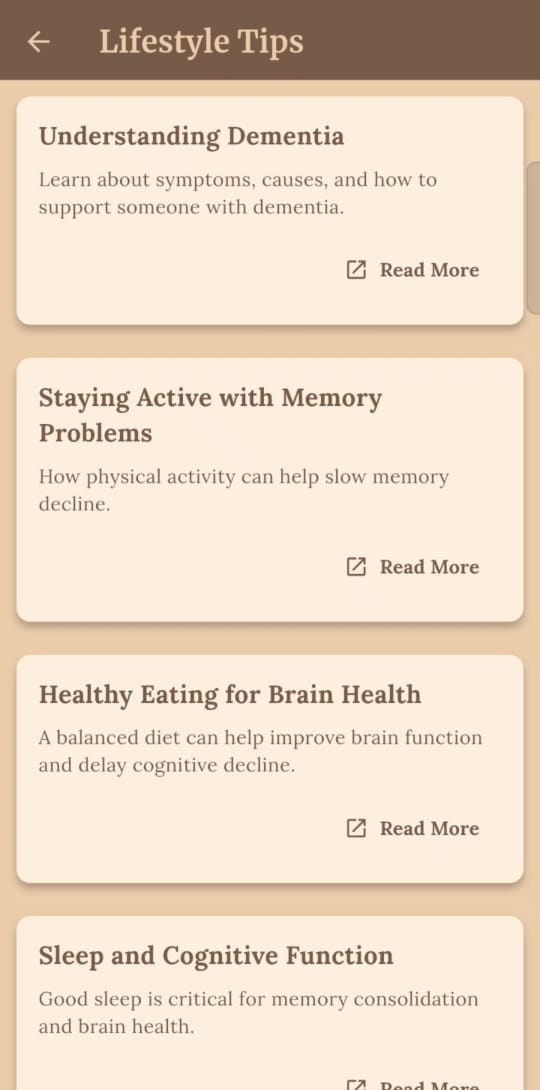 Lifestyle Tips
Understanding Dementia
Learn about symptoms, causes, and how to
support someone with dementia.
Read More
Staying Active with Memory
Problems
How physical activity can help slow memory
decline.
Read More
Healthy Eating for Brain Health
A balanced diet can help improve brain function
and delay cognitive decline.
Read More
Sleep and Cognitive Function
Good sleep is critical for memory consolidation
and brain health.
Read More